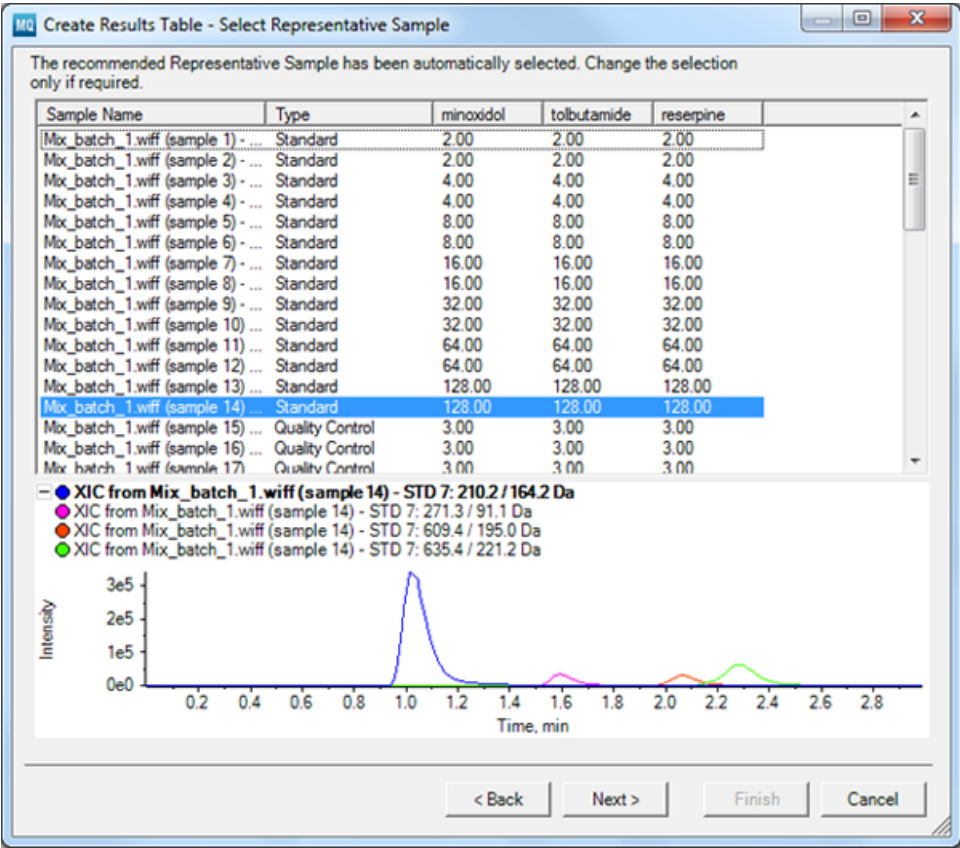 MQ Create Results Table - Select Representative Sample
The recommended Representative Sample has been automatically selected. Change the selection
only if required.
Sample Name Type minoxidol tolbutamide reserpine
Mix_batch_1.wiff (sample 1) - ... Standard 2.00 2.00 2.00
Mix_batch_1.wiff (sample 2) - ... Standard 2.00 2.00 2.00
Mix_batch_1.wiff (sample 3) - ... Standard 4.00 4.00 4.00
Mix_batch_1.wiff (sample 4) - ... Standard 4.00 4.00 4.00
Mix_batch_1.wiff (sample 5) - ... Standard 8.00 8.00 8.00
Mix_batch_1.wiff (sample 6) - ... Standard 8.00 8.00 8.00
Mix_batch_1.wiff (sample 7) - ... Standard 16.00 16.00 16.00
Mix_batch_1.wiff (sample 8) - ... Standard 16.00 16.00 16.00
Mix_batch_1.wiff (sample 9) - ... Standard 32.00 32.00 32.00
Mix_batch_1.wiff (sample 10) ... Standard 32.00 32.00 32.00
Mix_batch_1.wiff (sample 11) ... Standard 64.00 64.00 64.00
Mix_batch_1.wiff (sample 12) ... Standard 64.00 64.00 64.00
Mix_batch_1.wiff (sample 13) ... Standard 128.00 128.00 128.00
Mix_batch_1.wiff (sample 14) ... Standard 128.00 128.00 128.00
Mix_batch_1.wiff (sample 15) ... Quality Control 3.00 3.00 3.00
Mix_batch_1.wiff (sample 16) ... Quality Control 3.00 3.00 3.00
Mix_batch_1.wiff (sample 17) ... Quality Control 3.00 3.00 3.00
XIC from Mix_batch_1.wiff (sample 14) - STD 7: 210.2 / 164.2 Da
XIC from Mix_batch_1.wiff (sample 14) - STD 7: 271.3 / 91.1 Da
XIC from Mix_batch_1.wiff (sample 14) - STD 7: 609.4 / 195.0 Da
XIC from Mix_batch_1.wiff (sample 14) - STD 7: 635.4 / 221.2 Da
Intensity
3e5
2e5
1e5
0e0
0.2 0.4 0.6 0.8 1.0 1.2 1.4 1.6 1.8 2.0 2.2 2.4 2.6 2.8
Time, min
< Back Next > Finish Cancel